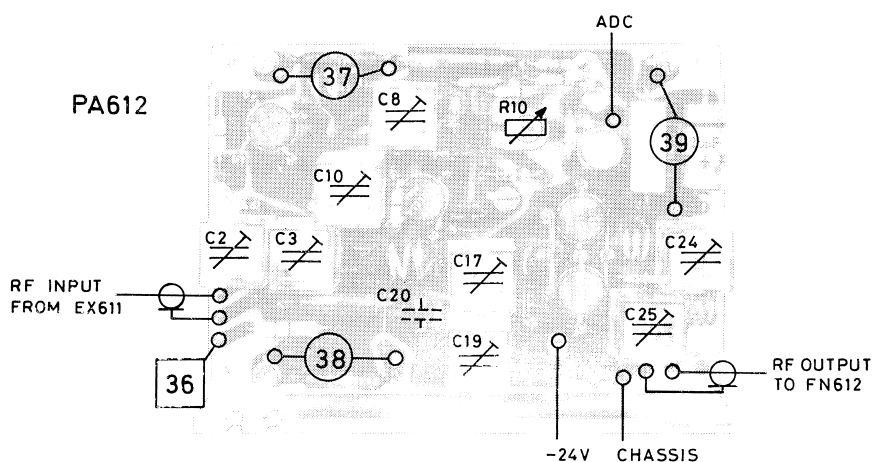 ADC
37
PA612
C8
R10
39
C10
C2
C3
C17
C24
RF INPUT
FROM EX611
C20
C25
C19
38
36
RF OUTPUT
TO FN612
-24V
CHASSIS